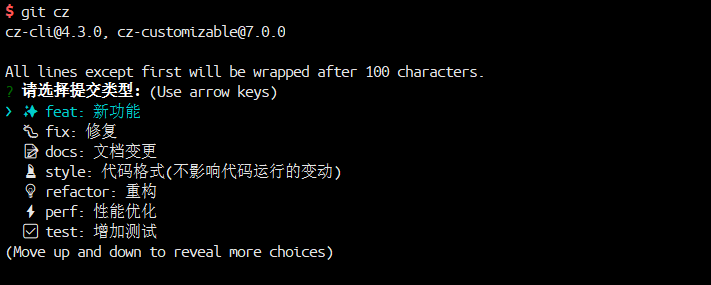 $ git cz
cz-cli@4.3.0, cz-customizable@7.0.0
All lines except first will be wrapped after 100 characters.
? 请选择提交类型: (Use arrow keys)
❯ ✨ feat: 新功能
🐛 fix: 修复
📝 docs: 文档变更
💄 style: 代码格式(不影响代码运行的变动)
💡 refactor: 重构
⚡ perf: 性能优化
✅ test: 增加测试
(Move up and down to reveal more choices)